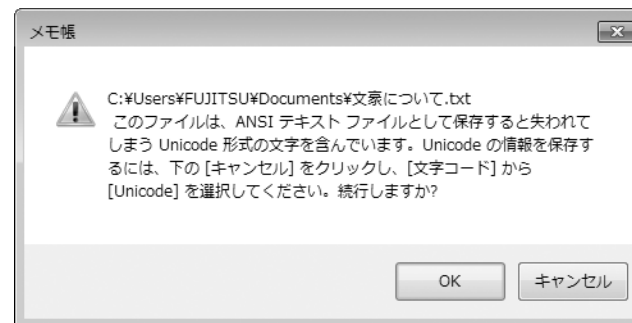 メモ帳
C:¥Users¥FUJITSU¥Documents¥文豪について.txt
このファイルは、ANSI テキスト ファイルとして保存すると失われて
しまう Unicode 形式の文字を含んでいます。Unicode の情報を保存す
るには、下の [キャンセル] をクリックし、[文字コード] から
[Unicode] を選択してください。続行しますか?
OK
キャンセル